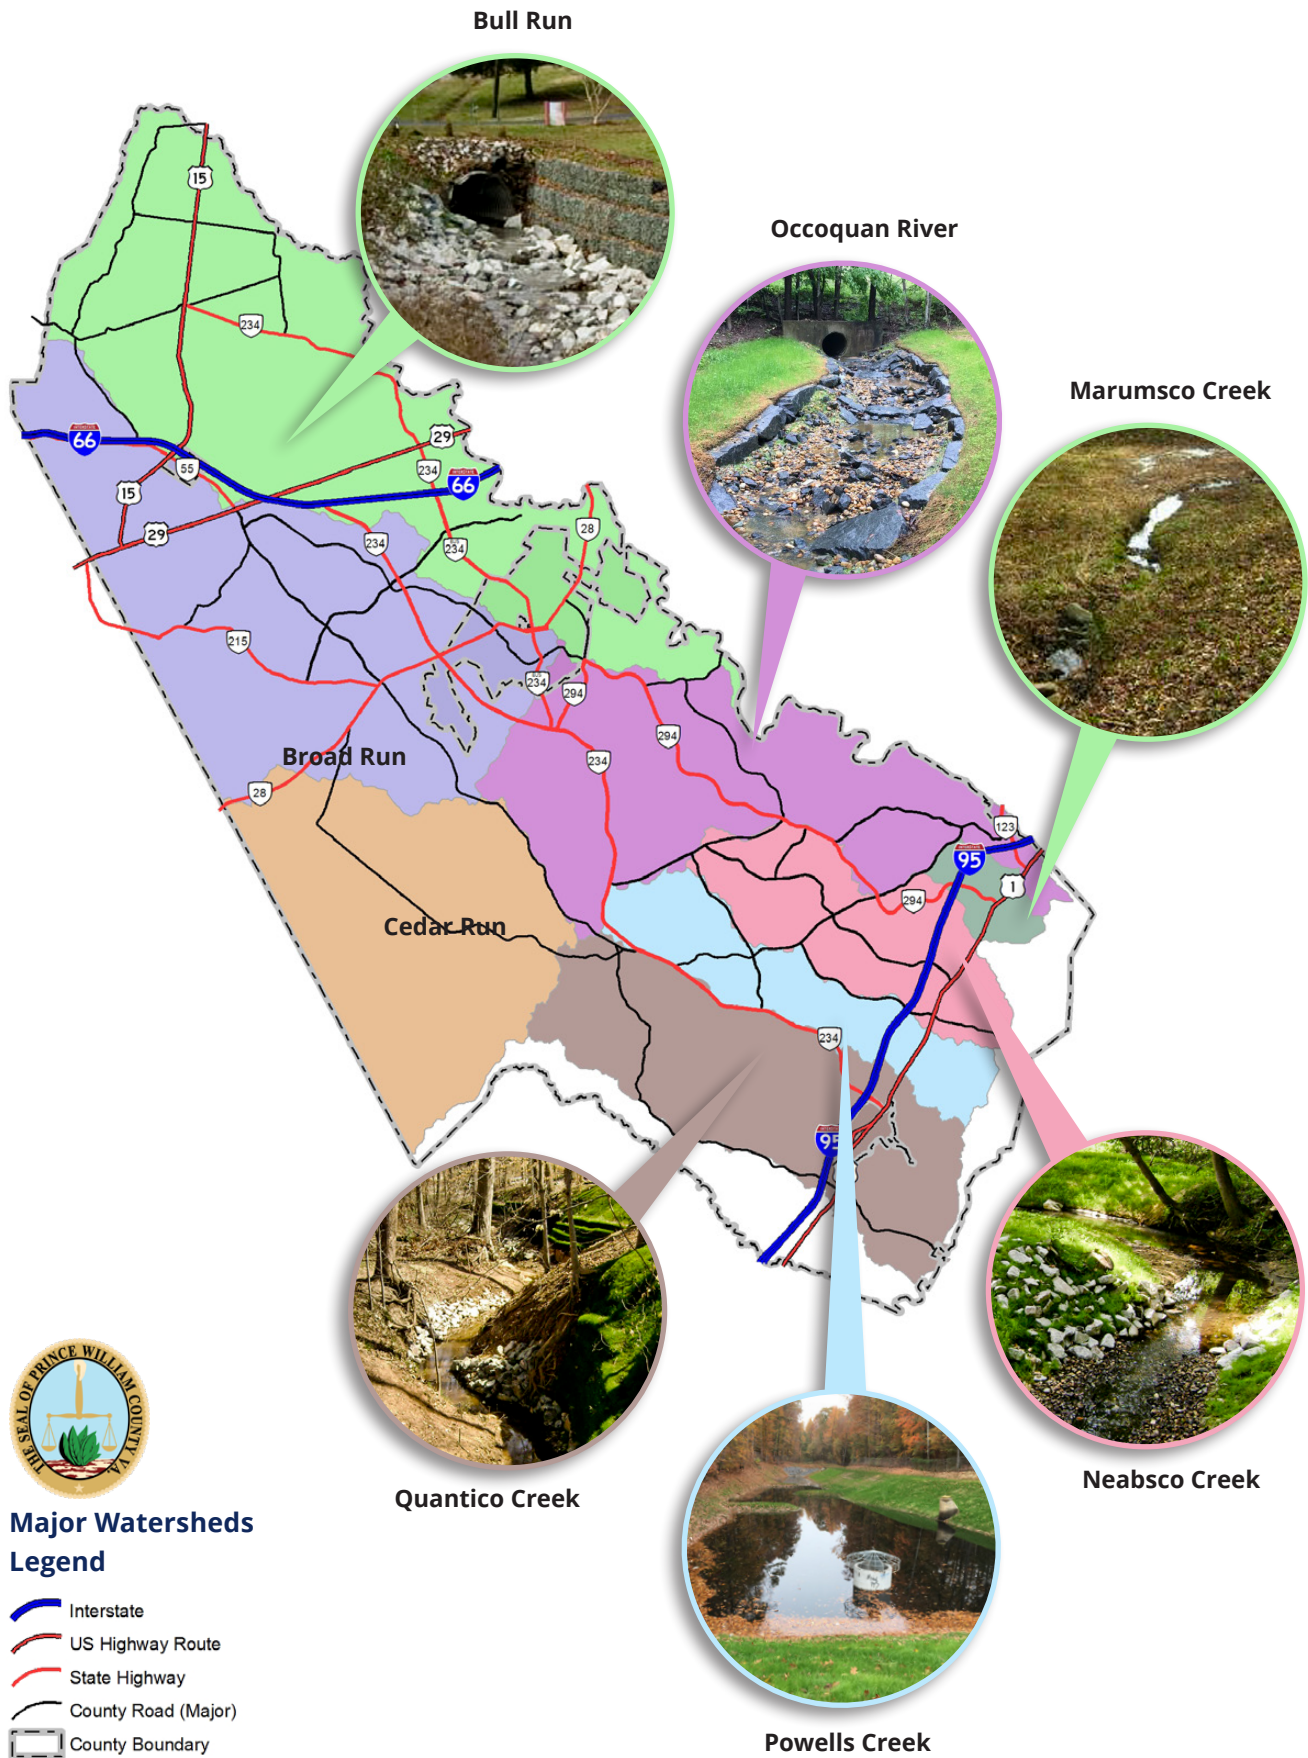 Bull Run
Occoquan River
Marumsco Creek
15
234
66
55
29
234
66
15
29
234
BUS
234
28
215
BUS
234
294
294
234
Broad Run
28
123
95
1
294
Cedar Run
234
95
Quantico Creek
Neabsco Creek
Powells Creek
THE SEAL OF PRINCE WILLIAM COUNTY VA.
Major Watersheds
Legend
Interstate
US Highway Route
State Highway
County Road (Major)
County Boundary